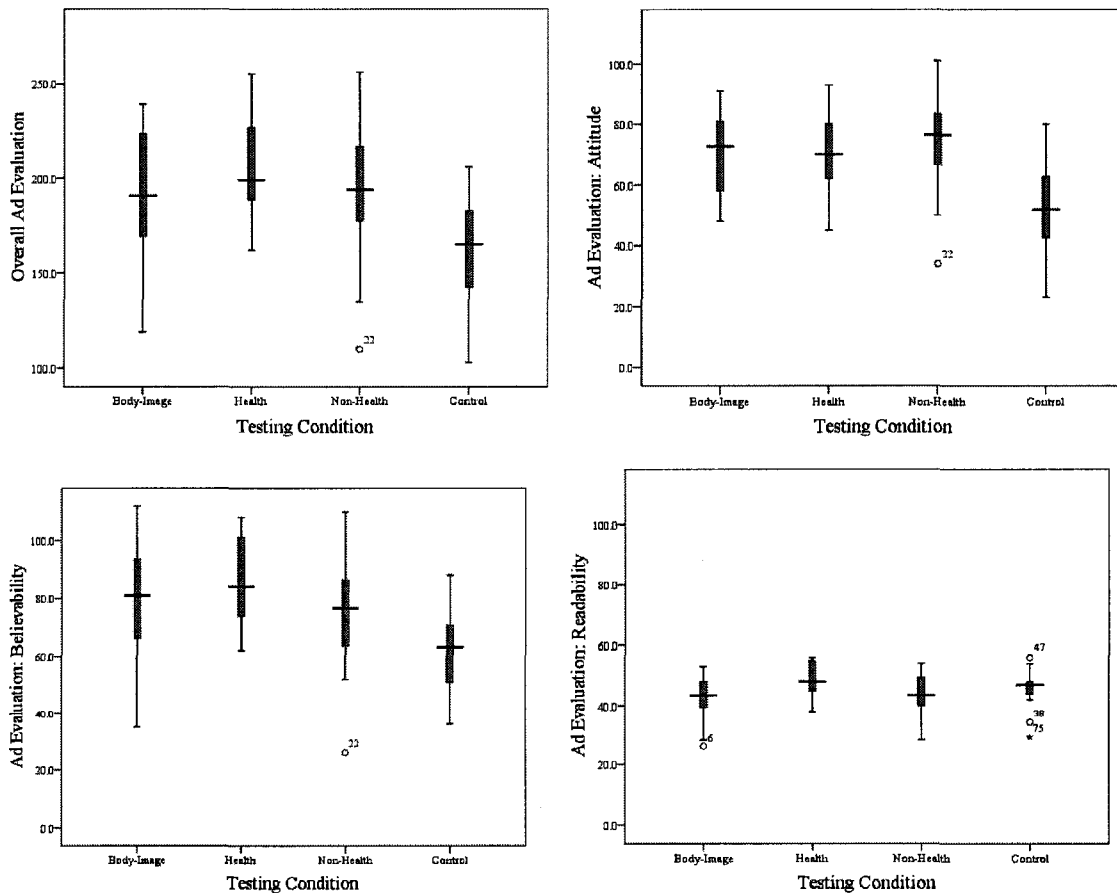 Overall Ad Evaluation
250.0
200.0
150.0
100.0
22
Body-Image Health Non-Health Control
Testing Condition
Ad Evaluation: Attitude
100.0
80.0
60.0
40.0
20.0
0.0
22
Body-Image Health Non-Health Control
Testing Condition
Ad Evaluation: Believability
100.0
80.0
60.0
40.0
20.0
0.0
22
Body-Image Health Non-Health Control
Testing Condition
Ad Evaluation: Readability
100.0
80.0
60.0
40.0
20.0
0.0
6
47
38
75
Body-Image Health Non-Health Control
Testing Condition